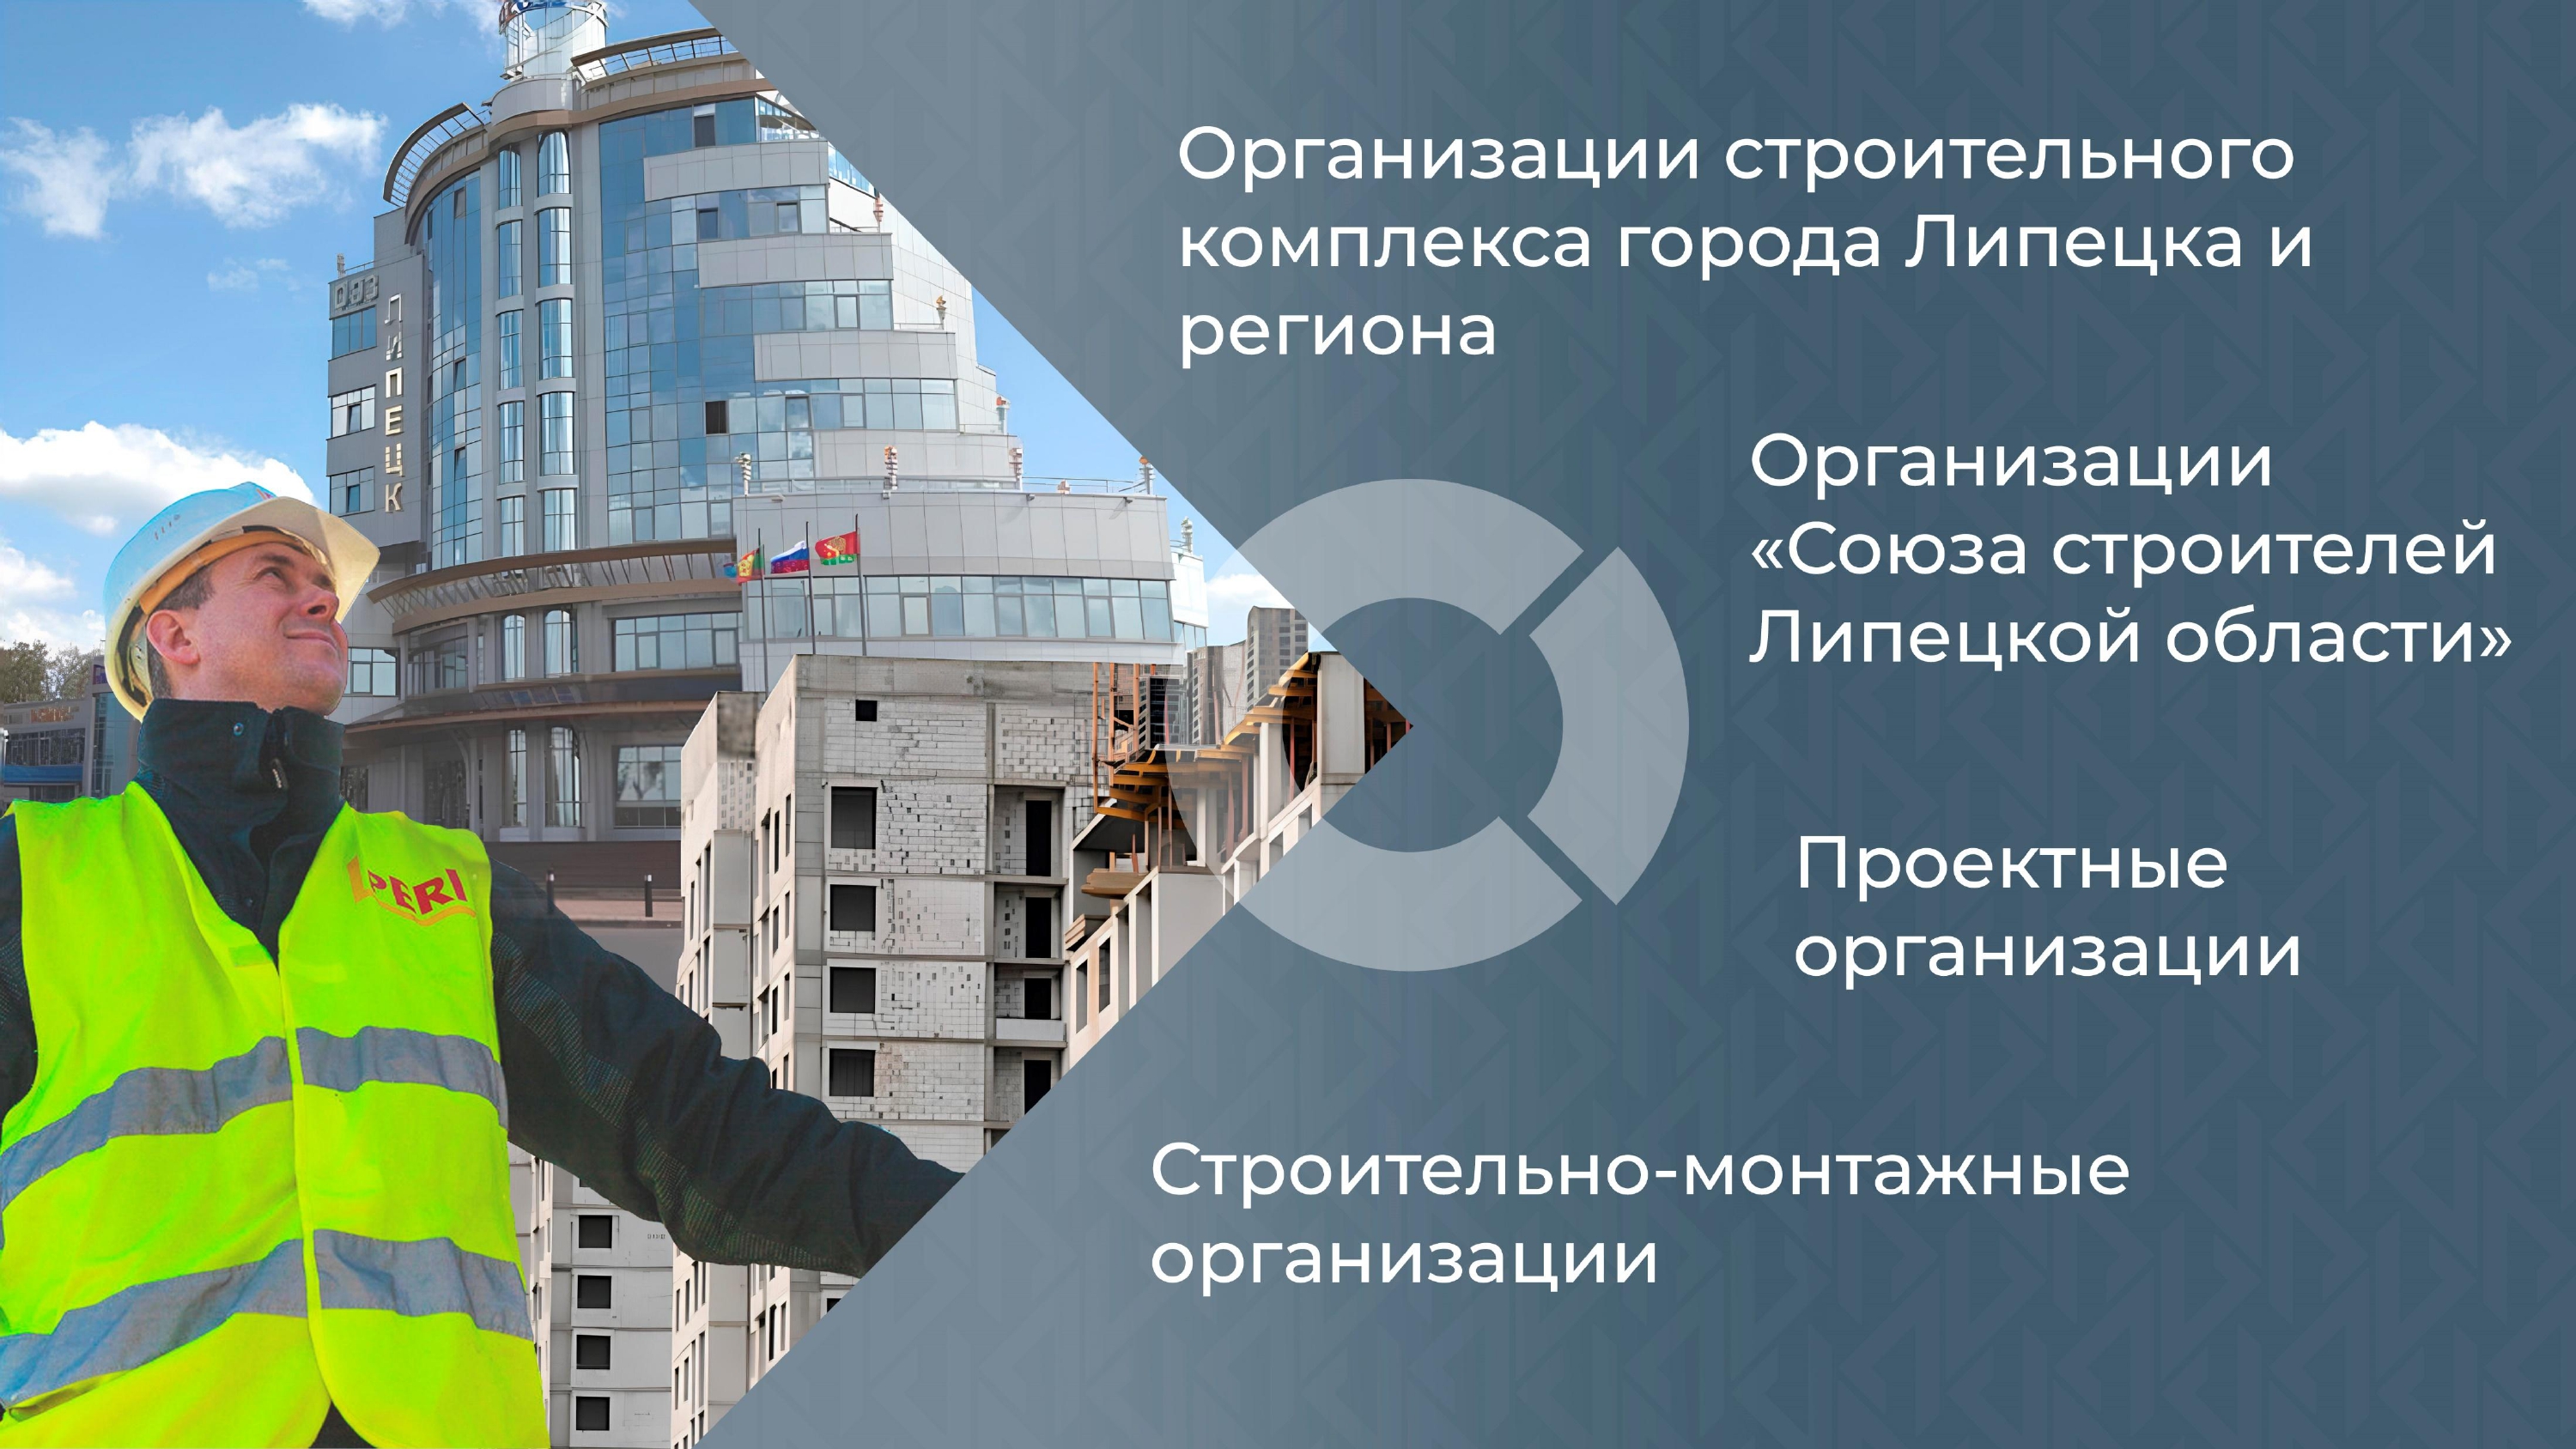 ОЭЗ
ЛИПЕЦК
PERI
Организации строительного
комплекса города Липецка и
региона
Организации
«Союза строителей
Липецкой области»
Проектные
организации
Строительно-монтажные
организации